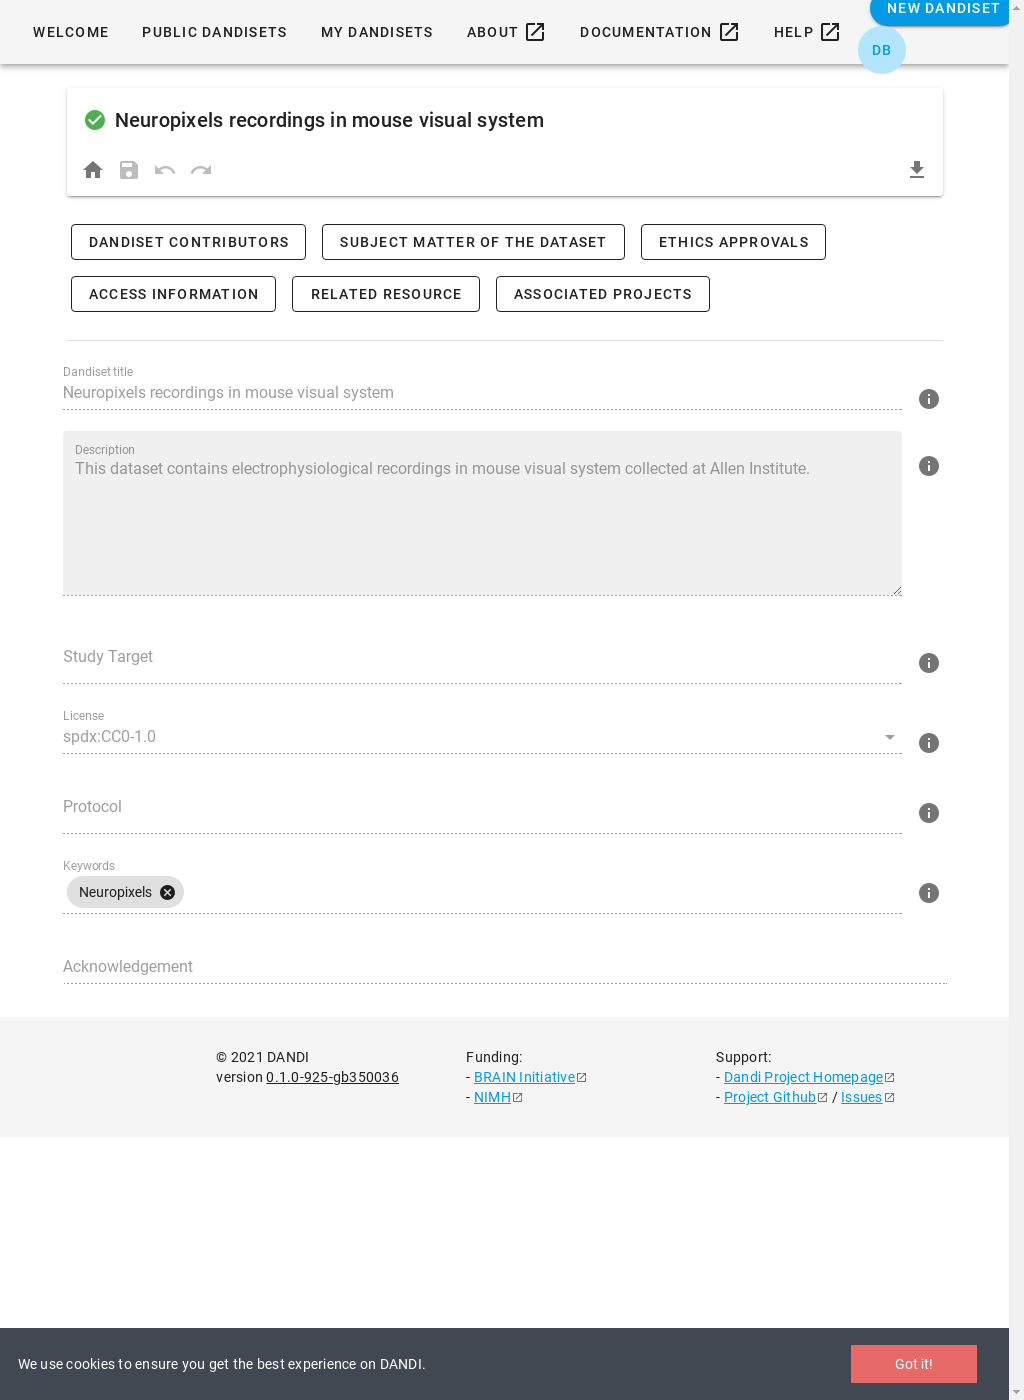 WELCOME PUBLIC DANDISETS MY DANDISETS ABOUT DOCUMENTATION HELP NEW DANDISET
DB
Neuropixels recordings in mouse visual system
DANDISET CONTRIBUTORS SUBJECT MATTER OF THE DATASET ETHICS APPROVALS
ACCESS INFORMATION RELATED RESOURCE ASSOCIATED PROJECTS
Dandiset title
Neuropixels recordings in mouse visual system
Description
This dataset contains electrophysiological recordings in mouse visual system collected at Allen Institute.
Study Target
License
spdx:CC0-1.0
Protocol
Keywords
Neuropixels
Acknowledgement
© 2021 DANDI
version 0.1.0-925-gb350036
Funding:
- BRAIN Initiative
- NIMH
Support:
- Dandi Project Homepage
- Project Github / Issues
We use cookies to ensure you get the best experience on DANDI.
Got it!